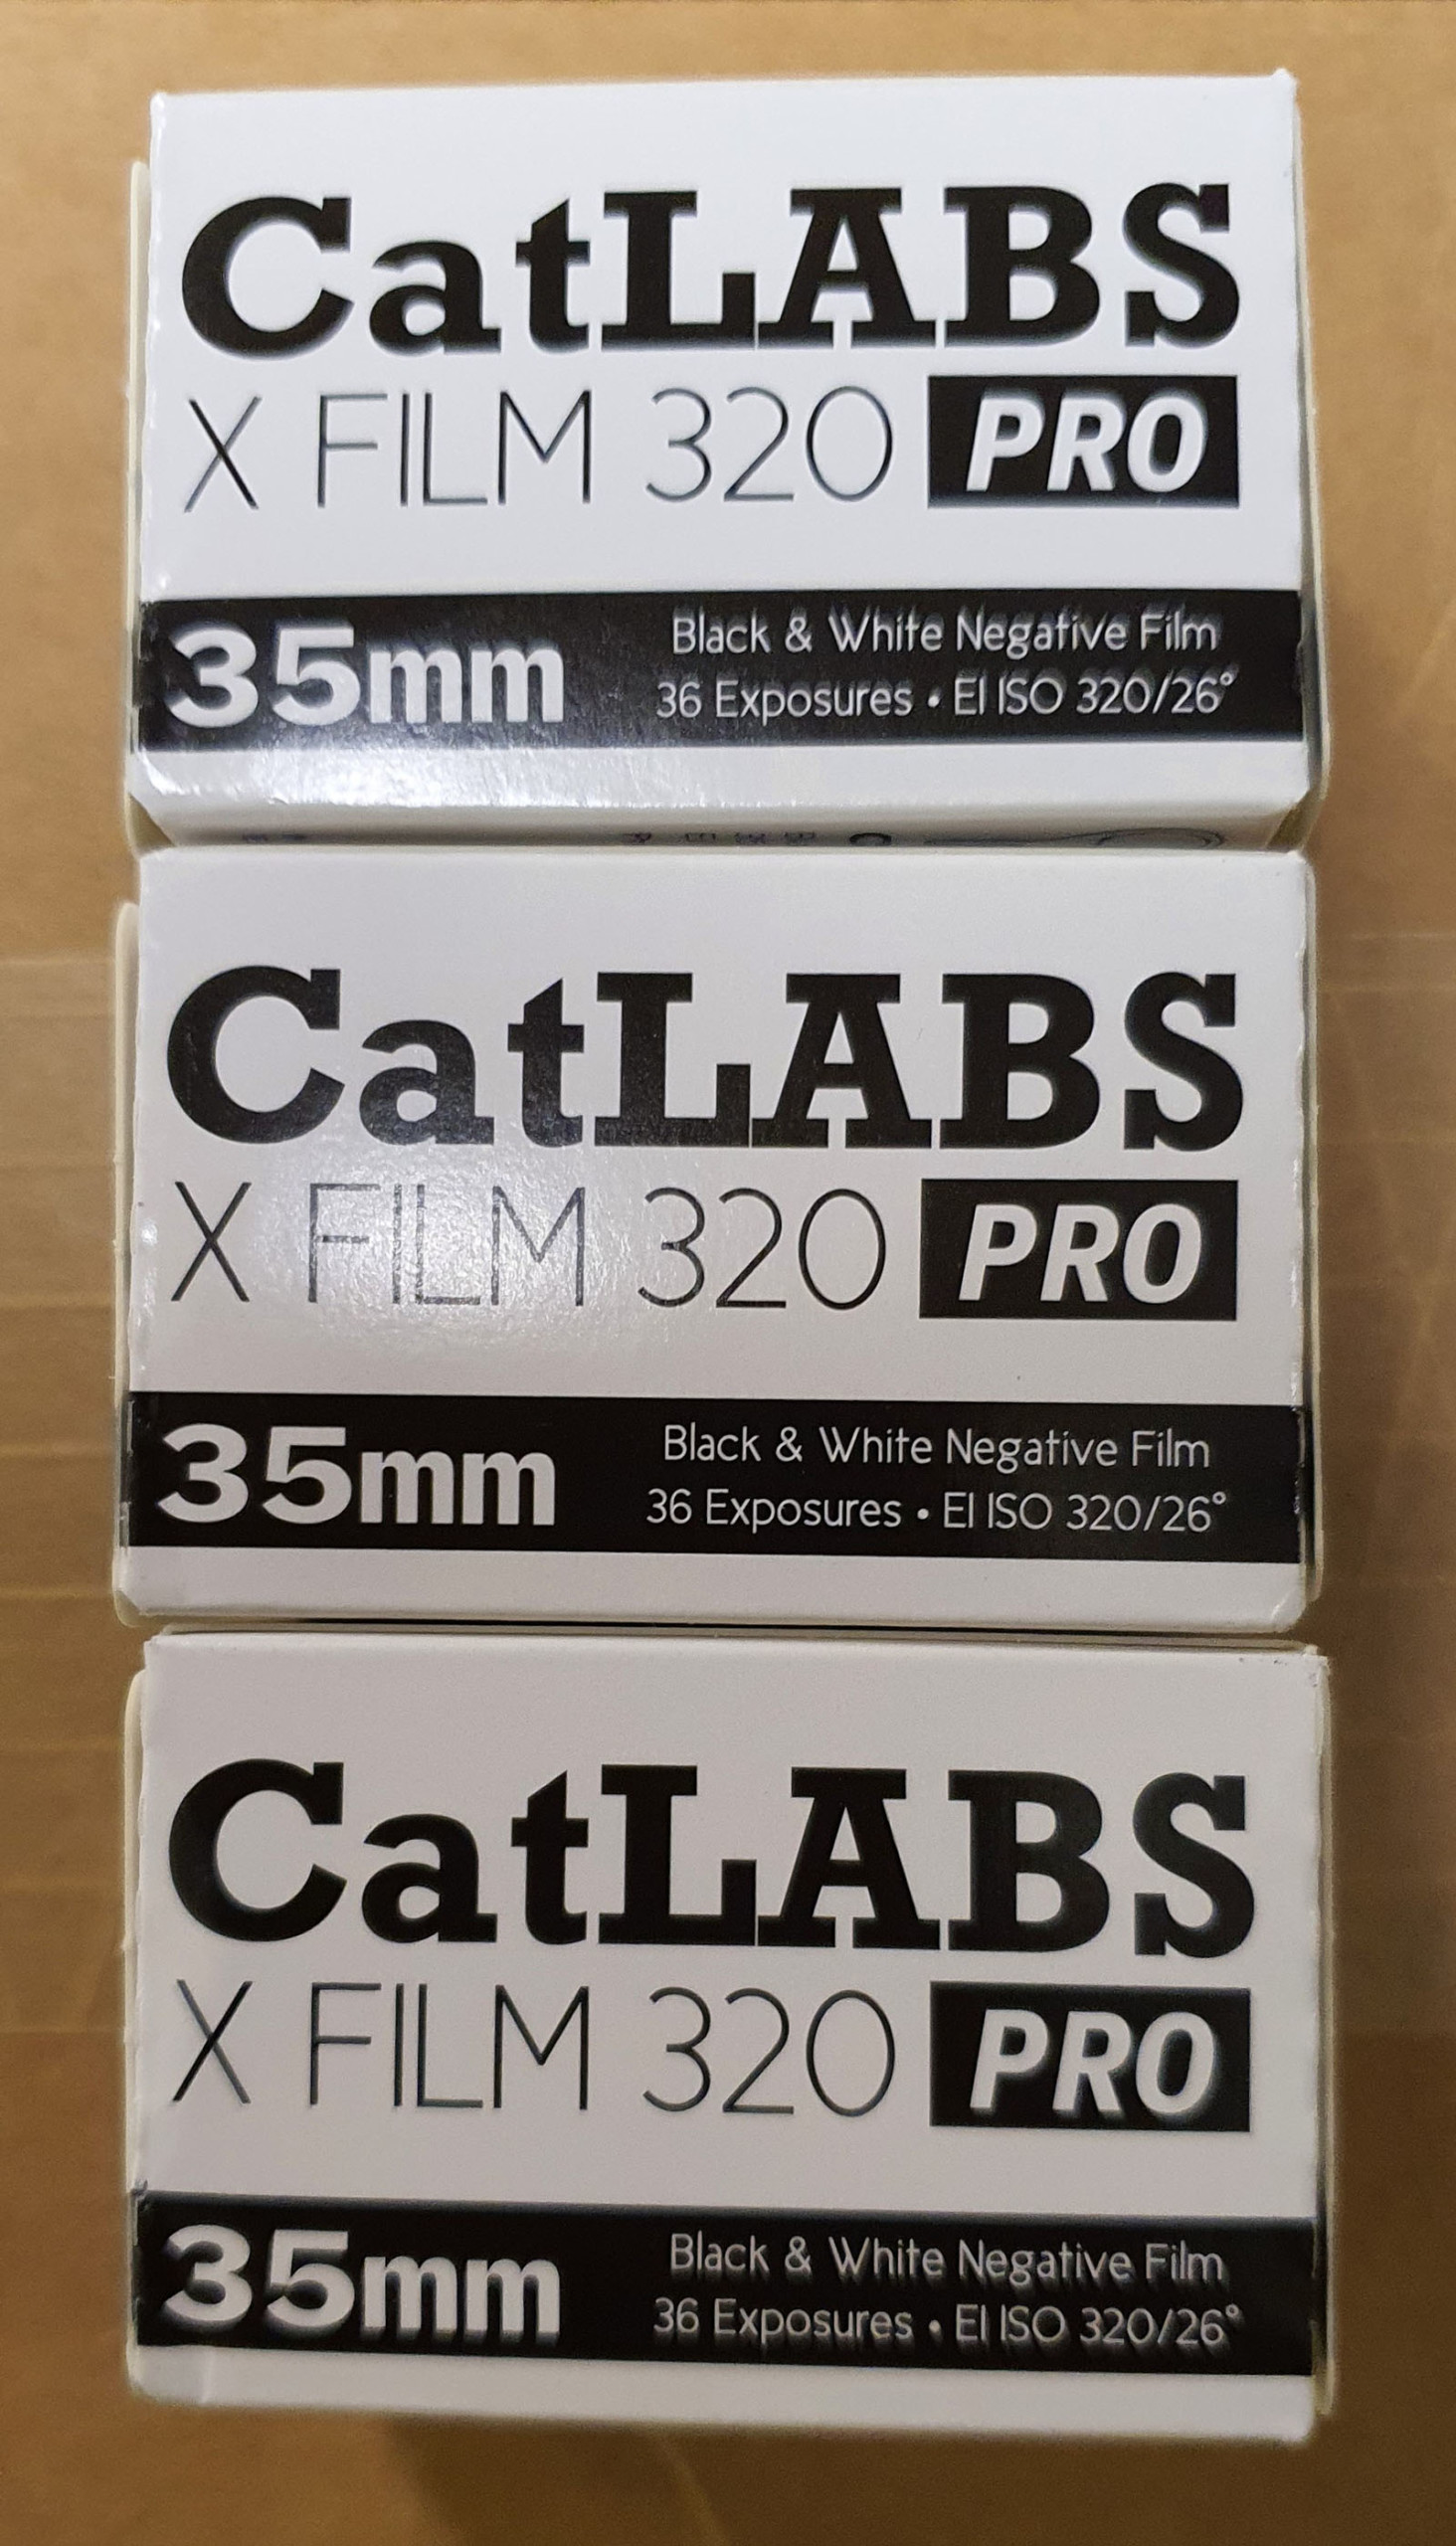 CatLABS
X FILM 320 PRO
35mm
Black & White Negative Film
36 Exposures • EI ISO 320/26°
CatLABS
X FILM 320 PRO
35mm
Black & White Negative Film
36 Exposures • EI ISO 320/26°
CatLABS
X FILM 320 PRO
35mm
Black & White Negative Film
36 Exposures • EI ISO 320/26°